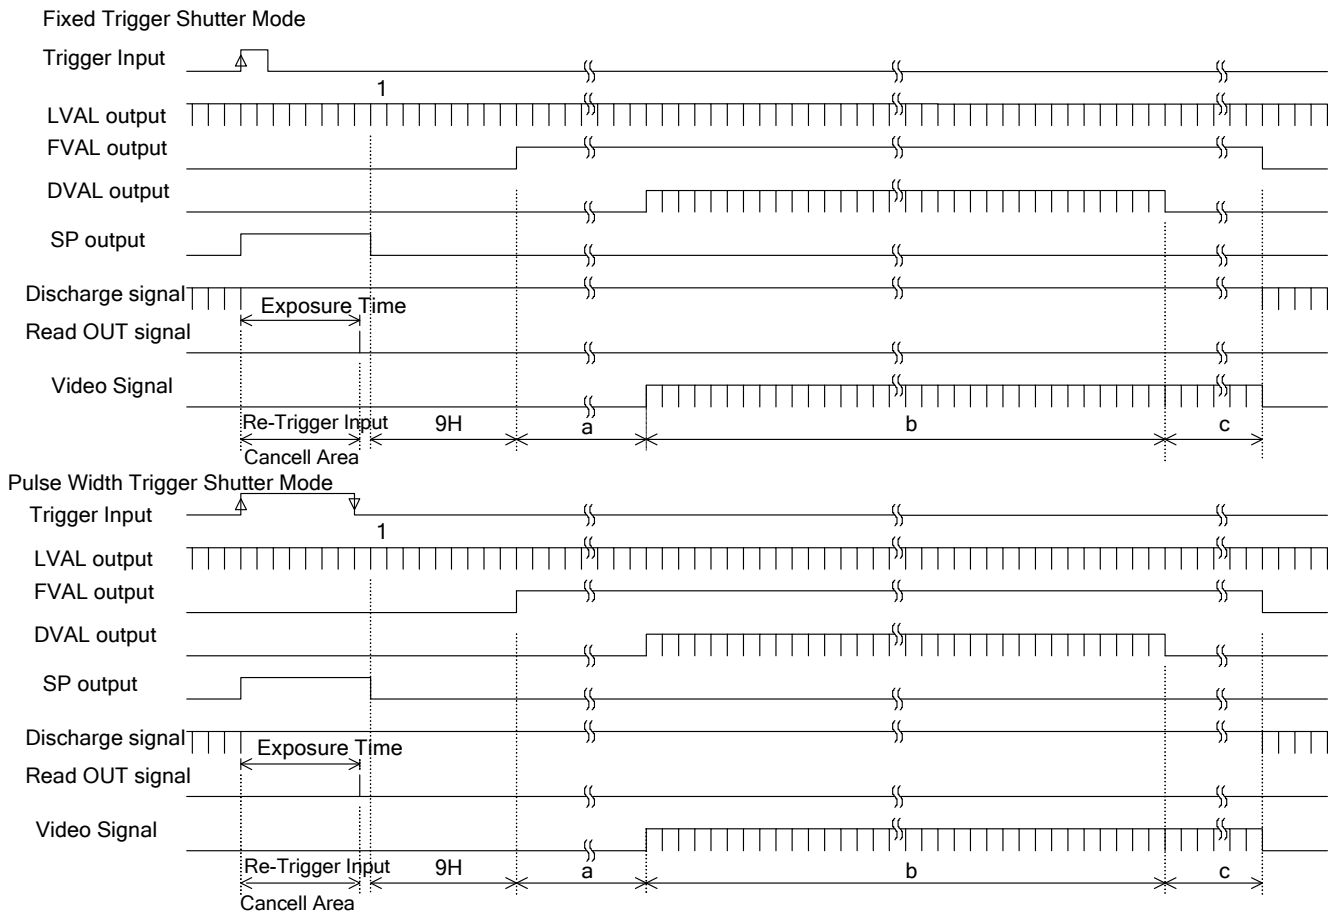 Fixed Trigger Shutter Mode
Trigger Input
1
LVAL output
FVAL output
DVAL output
SP output
Discharge signal
Exposure Time
Read OUT signal
Video Signal
Re-Trigger Input
9H
a
b
c
Cancell Area
Pulse Width Trigger Shutter Mode
Trigger Input
1
LVAL output
FVAL output
DVAL output
SP output
Discharge signal
Exposure Time
Read OUT signal
Video Signal
Re-Trigger Input
9H
a
b
c
Cancell Area